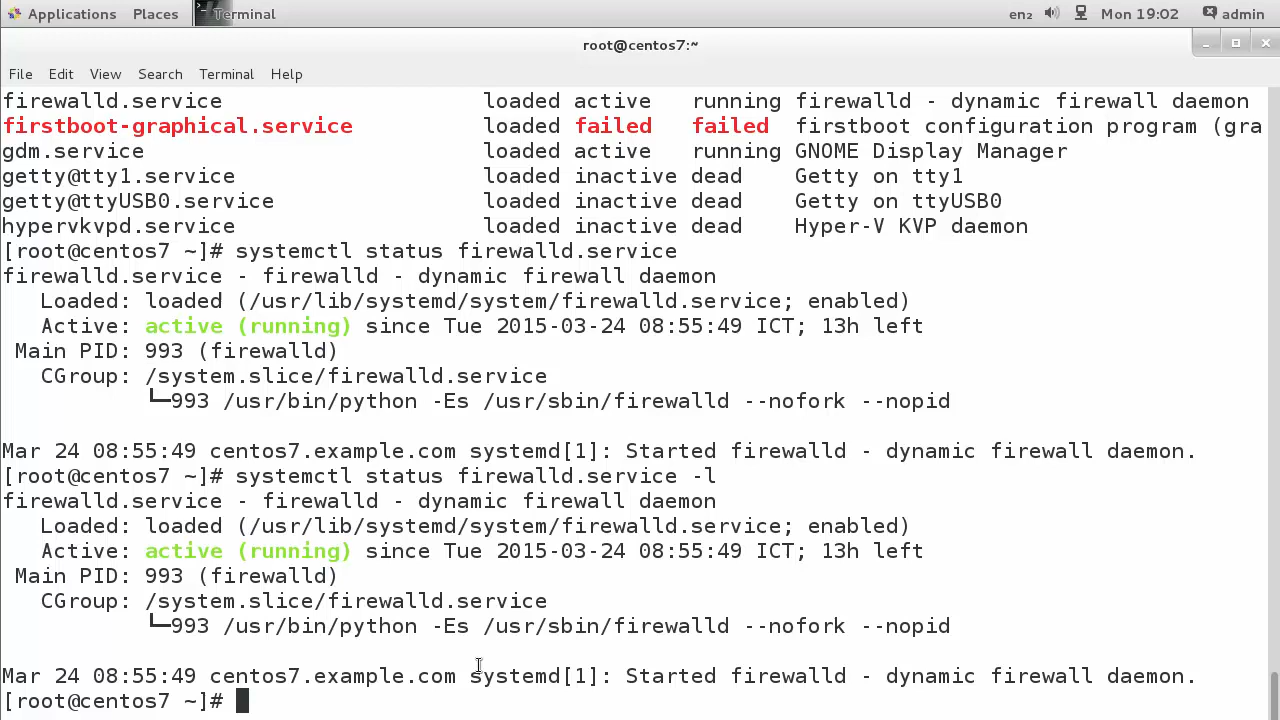 Applications Places Terminal en₂ Mon 19:02 admin
root@centos7:~
File Edit View Search Terminal Help
firewalld.service loaded active running firewalld - dynamic firewall daemon
firstboot-graphical.service loaded failed failed firstboot configuration program (gra
gdm.service loaded active running GNOME Display Manager
getty@tty1.service loaded inactive dead Getty on tty1
getty@ttyUSB0.service loaded inactive dead Getty on ttyUSB0
hypervkvpd.service loaded inactive dead Hyper-V KVP daemon
[root@centos7 ~]# systemctl status firewalld.service
firewalld.service - firewalld - dynamic firewall daemon
Loaded: loaded (/usr/lib/systemd/system/firewalld.service; enabled)
Active: active (running) since Tue 2015-03-24 08:55:49 ICT; 13h left
Main PID: 993 (firewalld)
CGroup: /system.slice/firewalld.service
└─993 /usr/bin/python -Es /usr/sbin/firewalld --nofork --nopid
Mar 24 08:55:49 centos7.example.com systemd[1]: Started firewalld - dynamic firewall daemon.
[root@centos7 ~]# systemctl status firewalld.service -l
firewalld.service - firewalld - dynamic firewall daemon
Loaded: loaded (/usr/lib/systemd/system/firewalld.service; enabled)
Active: active (running) since Tue 2015-03-24 08:55:49 ICT; 13h left
Main PID: 993 (firewalld)
CGroup: /system.slice/firewalld.service
└─993 /usr/bin/python -Es /usr/sbin/firewalld --nofork --nopid
Mar 24 08:55:49 centos7.example.com systemd[1]: Started firewalld - dynamic firewall daemon.
[root@centos7 ~]#